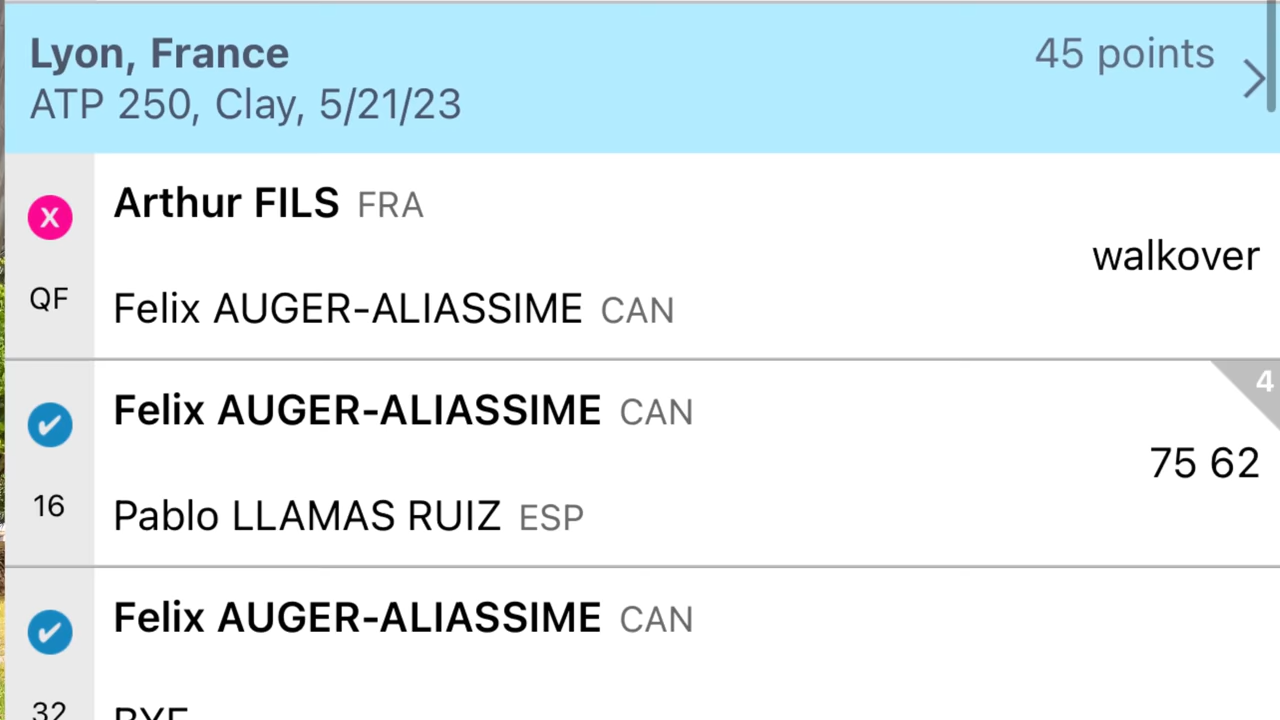 Lyon, France 45 points
ATP 250, Clay, 5/21/23
X
Arthur FILS FRA
walkover
QF
Felix AUGER-ALIASSIME CAN
4
Felix AUGER-ALIASSIME CAN
75 62
16
Pablo LLAMAS RUIZ ESP
Felix AUGER-ALIASSIME CAN
32
BYE